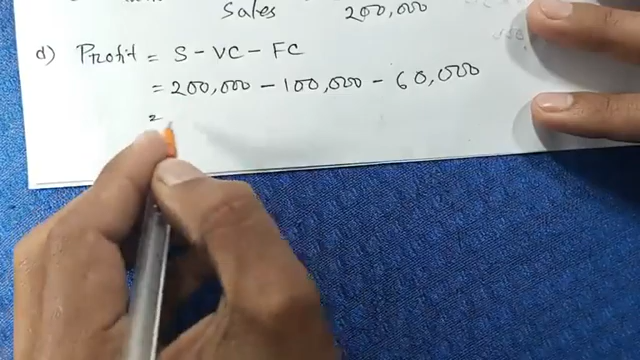 Sales 200,000
d) Profit = S - VC - FC
= 200,000 - 100,000 - 60,000
=